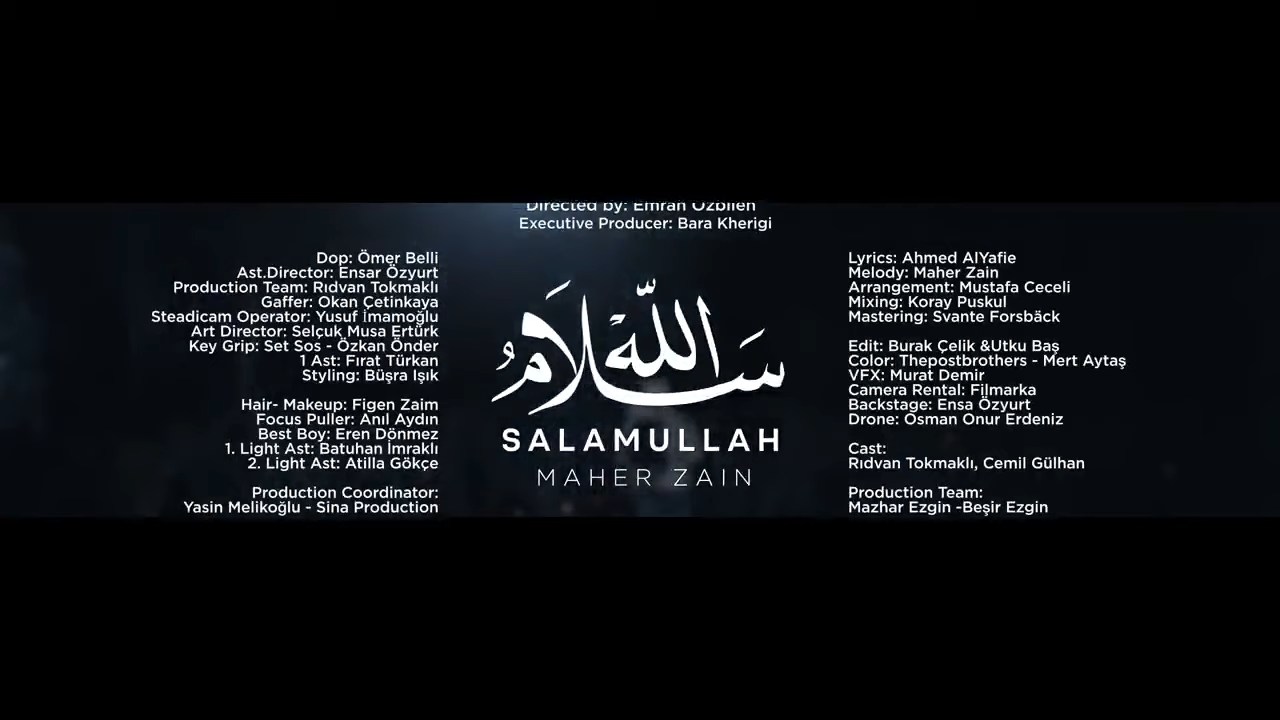 Directed by: Emrah Özbilen
Executive Producer: Bara Kherigi
Dop: Ömer Belli
Ast.Director: Ensar Özyurt
Production Team: Rıdvan Tokmaklı
Gaffer: Okan Çetinkaya
Steadicam Operator: Yusuf İmamoğlu
Art Director: Selçuk Musa Ertürk
Key Grip: Set Sos - Özkan Önder
1 Ast: Fırat Türkan
Styling: Büşra Işık
Hair- Makeup: Figen Zaim
Focus Puller: Anıl Aydın
Best Boy: Eren Dönmez
1. Light Ast: Batuhan İmraklı
2. Light Ast: Atilla Gökçe
Production Coordinator:
Yasin Melikoğlu - Sina Production
سَلَامُ اللّٰه
SALAMULLAH
MAHER ZAIN
Lyrics: Ahmed AlYafie
Melody: Maher Zain
Arrangement: Mustafa Ceceli
Mixing: Koray Puskul
Mastering: Svante Forsbäck
Edit: Burak Çelik &Utku Baş
Color: Thepostbrothers - Mert Aytaş
VFX: Murat Demir
Camera Rental: Filmarka
Backstage: Ensa Özyurt
Drone: Osman Onur Erdeniz
Cast:
Rıdvan Tokmaklı, Cemil Gülhan
Production Team:
Mazhar Ezgin -Beşir Ezgin